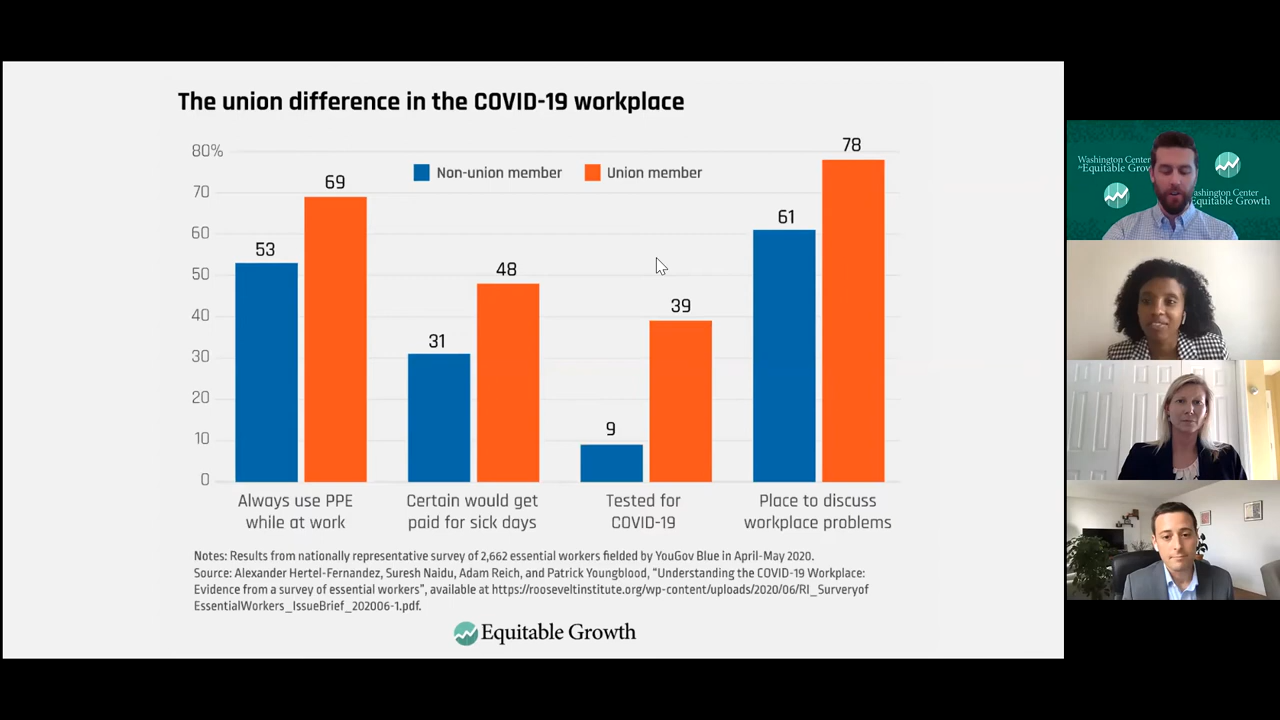 The union difference in the COVID-19 workplace
80%
Non-union member
Union member
70
60
50
40
30
20
10
0
53
69
31
48
9
39
61
78
Always use PPE
while at work
Certain would get
paid for sick days
Tested for
COVID-19
Place to discuss
workplace problems
Notes: Results from nationally representative survey of 2,662 essential workers fielded by YouGov Blue in April-May 2020.
Source: Alexander Hertel-Fernandez, Suresh Naidu, Adam Reich, and Patrick Youngblood, "Understanding the COVID-19 Workplace:
Evidence from a survey of essential workers", available at https://rooseveltinstitute.org/wp-content/uploads/2020/06/RI_Surveyof
EssentialWorkers_IssueBrief_202006-1.pdf.
Equitable Growth
Washington Center
Equitable Grow
ashington Center
Equitable Growth